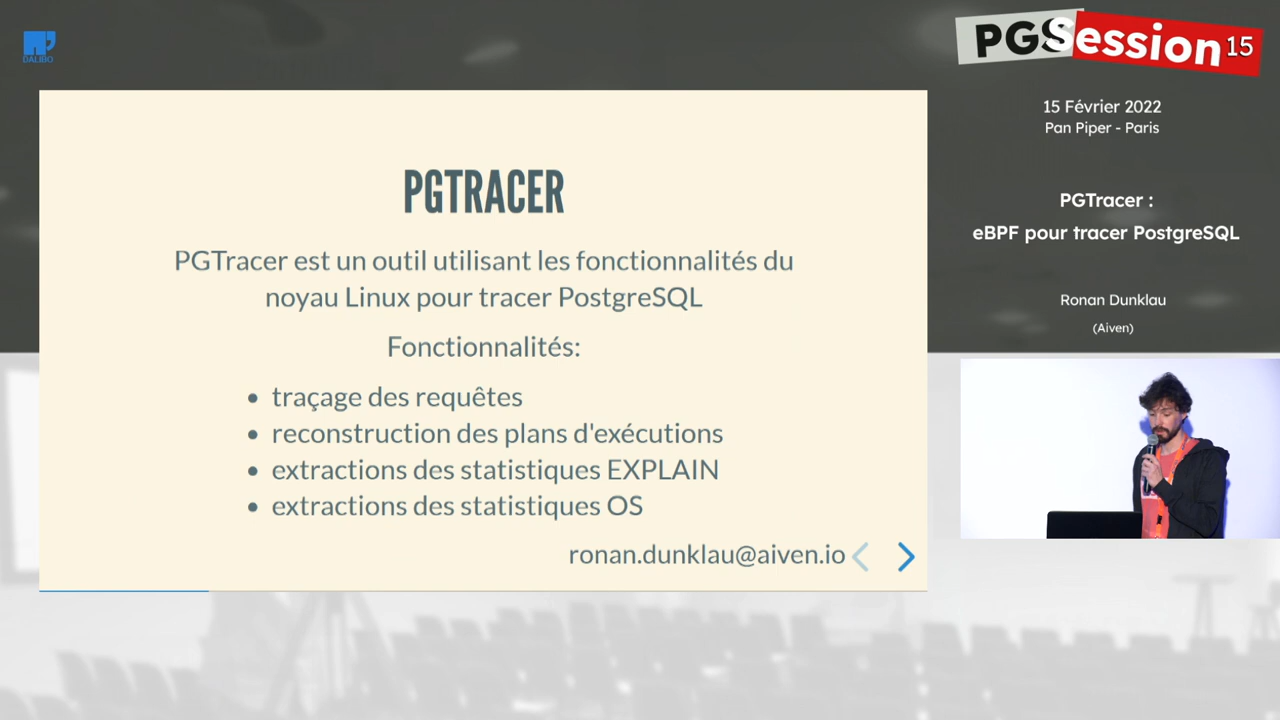 DALIBO
PGSession 15
15 Février 2022
Pan Piper - Paris
PGTracer :
eBPF pour tracer PostgreSQL
Ronan Dunklau
(Aiven)
PGTRACER
PGTracer est un outil utilisant les fonctionnalités du
noyau Linux pour tracer PostgreSQL
Fonctionnalités:
• traçage des requêtes
• reconstruction des plans d'exécutions
• extractions des statistiques EXPLAIN
• extractions des statistiques OS
ronan.dunklau@aiven.io